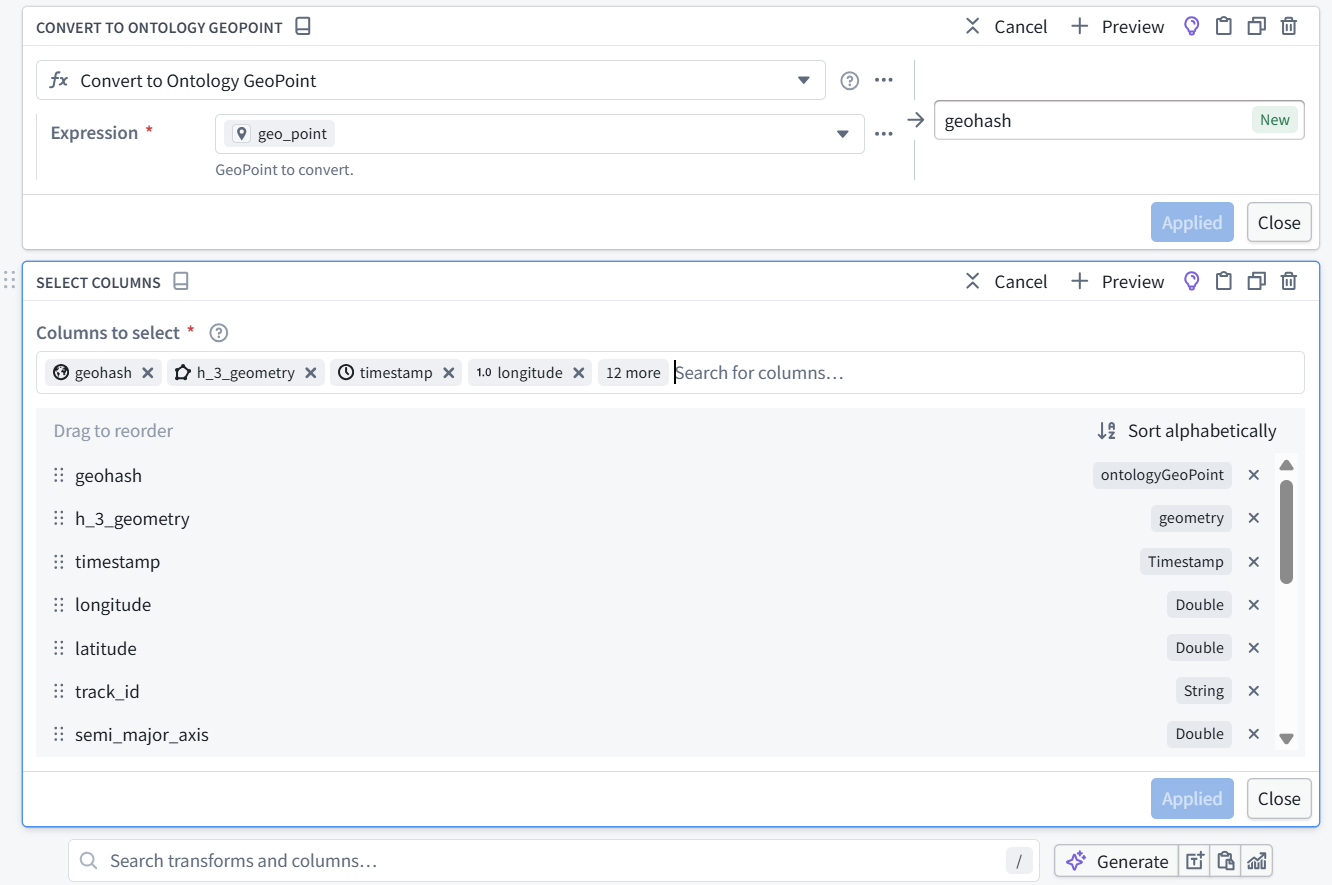 CONVERT TO ONTOLOGY GEOPOINT Cancel Preview
fx Convert to Ontology GeoPoint ?
Expression * geo_point geohash New
GeoPoint to convert.
Applied Close
SELECT COLUMNS Cancel Preview
Columns to select * ?
geohash h_3_geometry timestamp 1.0 longitude 12 more Search for columns...
Drag to reorder Sort alphabetically
geohash ontologyGeoPoint
h_3_geometry geometry
timestamp Timestamp
longitude Double
latitude Double
track_id String
semi_major_axis Double
Applied Close
Search transforms and columns... / Generate